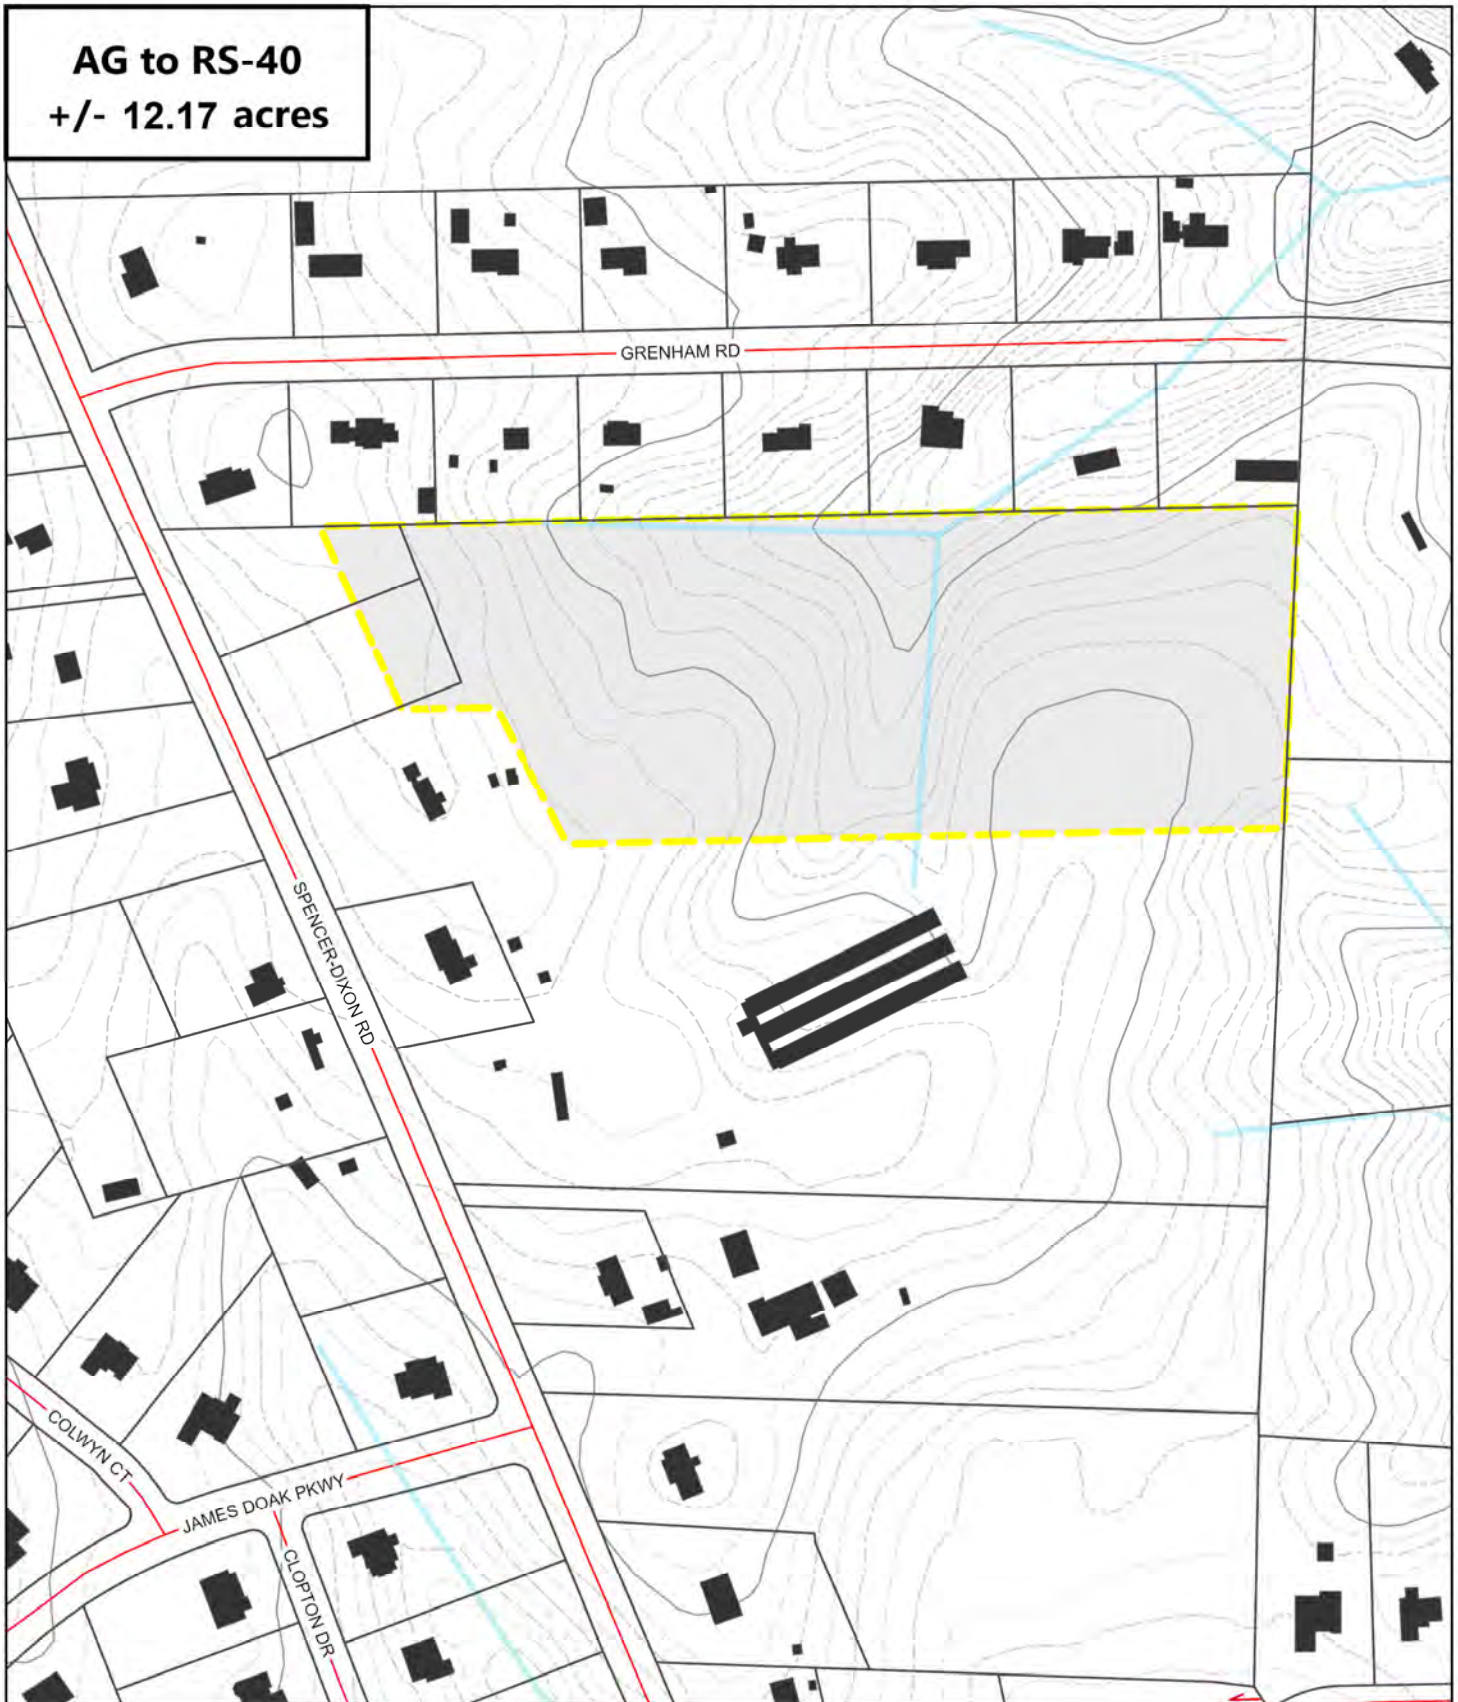 AG to RS-40
+/- 12.17 acres
GRENHAM RD
SPENCER-DIXON RD
COLWYN CT
JAMES DOAK PKWY
CLOPTON DR